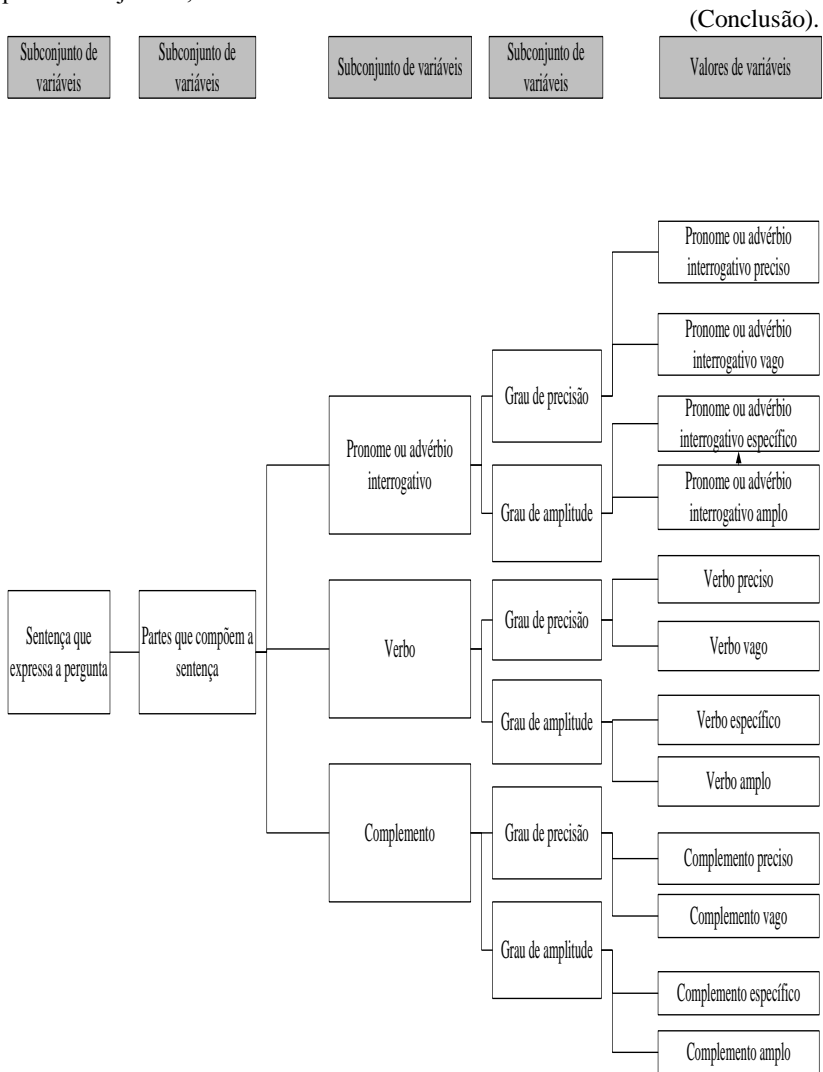 (Conclusão).
Subconjunto de
variáveis
Subconjunto de
variáveis
Subconjunto de variáveis
Subconjunto de
variáveis
Valores de variáveis
Pronome ou advérbio
interrogativo preciso
Pronome ou advérbio
interrogativo vago
Grau de precisão
Pronome ou advérbio
interrogativo específico
Pronome ou advérbio
interrogativo
Grau de amplitude
Pronome ou advérbio
interrogativo amplo
Verbo preciso
Grau de precisão
Verbo vago
Sentença que
expressa a pergunta
Partes que compõem a
sentença
Verbo
Grau de amplitude
Verbo específico
Verbo amplo
Complemento
Grau de precisão
Complemento preciso
Complemento vago
Grau de amplitude
Complemento específico
Complemento amplo